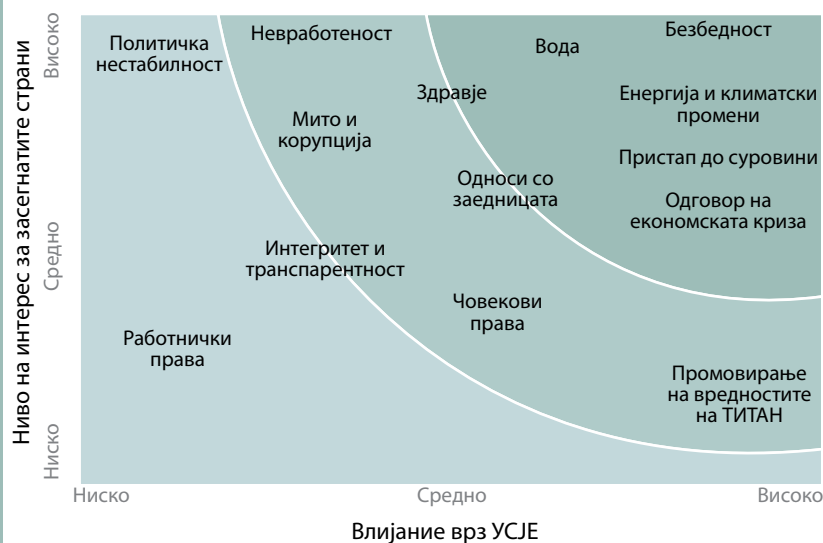 Ниво на интерес за засегнатите страни
Високо
Средно
Ниско
Политичка
нестабилност
Невработеност
Вода
Безбедност
Здравје
Енергија и климатски
промени
Мито и
корупција
Пристап до суровини
Односи со
заедницата
Одговор на
економската криза
Интегритет и
транспарентност
Човекови
права
Работнички
права
Промовирање
на вредностите
на ТИТАН
Ниско
Средно
Високо
Влијание врз УСЈЕ